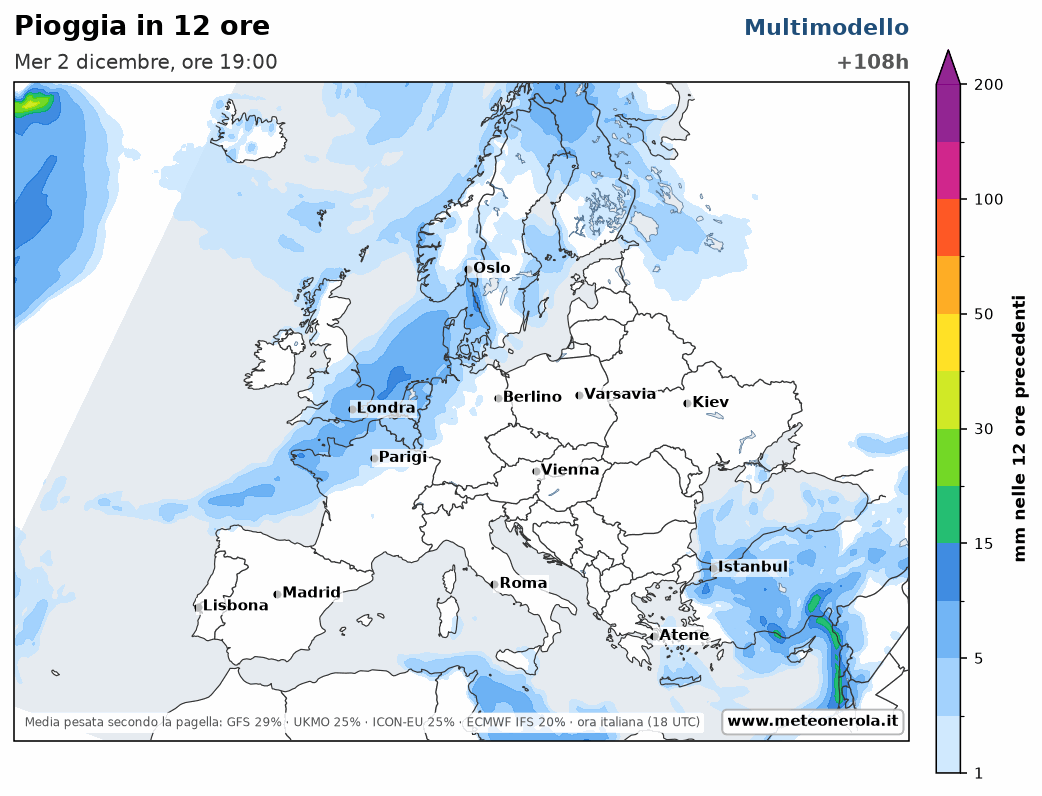 Pioggia in 12 ore
Multimodello
Mer 2 dicembre, ore 19:00
+108h
200
100
50
30
15
5
1
mm nelle 12 ore precedenti
Oslo
Londra
Berlino
Varsavia
Kiev
Parigi
Vienna
Istanbul
Roma
Madrid
Lisbona
Atene
Media pesata secondo la pagella: GFS 29% · UKMO 25% · ICON-EU 25% · ECMWF IFS 20% · ora italiana (18 UTC)
www.meteonerola.it